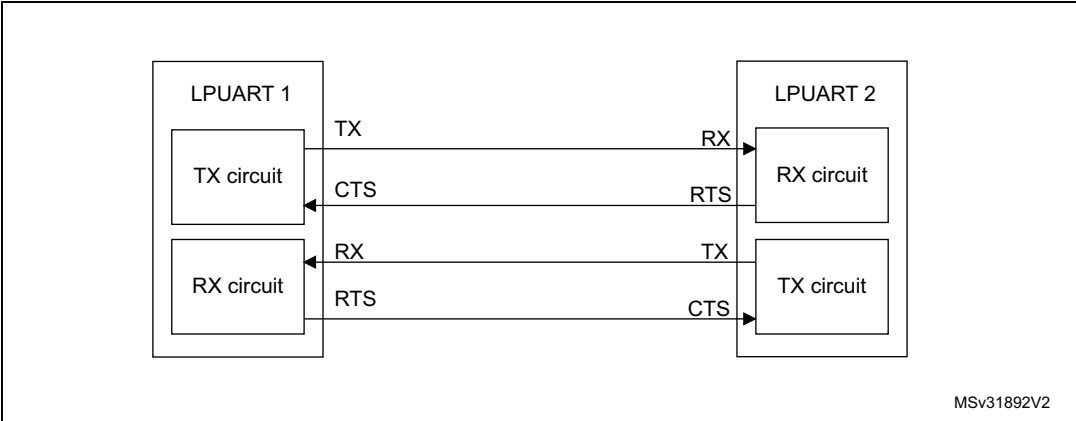 LPUART 1 LPUART 2
TX RX
TX circuit RX circuit
CTS RTS
RX TX
RX circuit TX circuit
RTS CTS
MSv31892V2